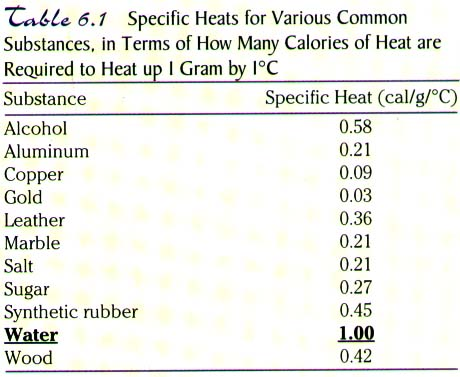 Table 6.1 Specific Heats for Various Common
Substances, in Terms of How Many Calories of Heat are
Required to Heat up 1 Gram by 1°C
Substance Specific Heat (cal/g/°C)
Alcohol 0.58
Aluminum 0.21
Copper 0.09
Gold 0.03
Leather 0.36
Marble 0.21
Salt 0.21
Sugar 0.27
Synthetic rubber 0.45
Water 1.00
Wood 0.42